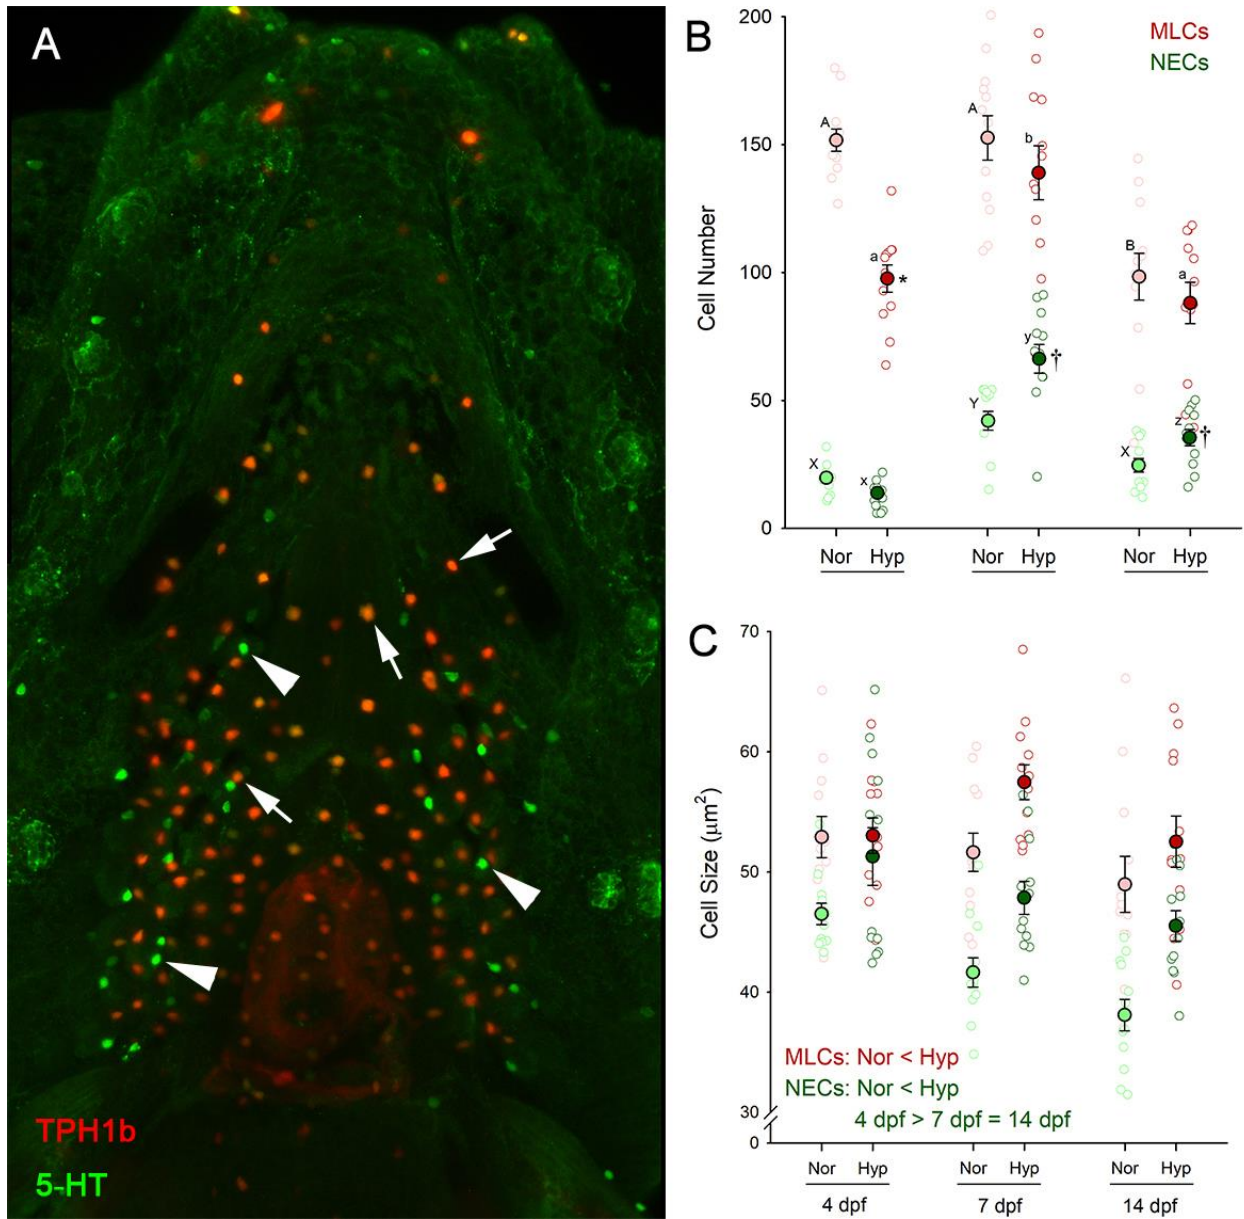 A
TPH1b
5-HT
B
MLCs
NECs
Cell Number
200
150
100
50
0
A
a
*
X
x
A
b
Y
y
†
B
a
X
z
†
Nor Hyp
Nor Hyp
Nor Hyp
C
Cell Size (μm²)
70
60
50
40
30
0
MLCs: Nor < Hyp
NECs: Nor < Hyp
4 dpf > 7 dpf = 14 dpf
Nor Hyp
Nor Hyp
Nor Hyp
4 dpf
7 dpf
14 dpf